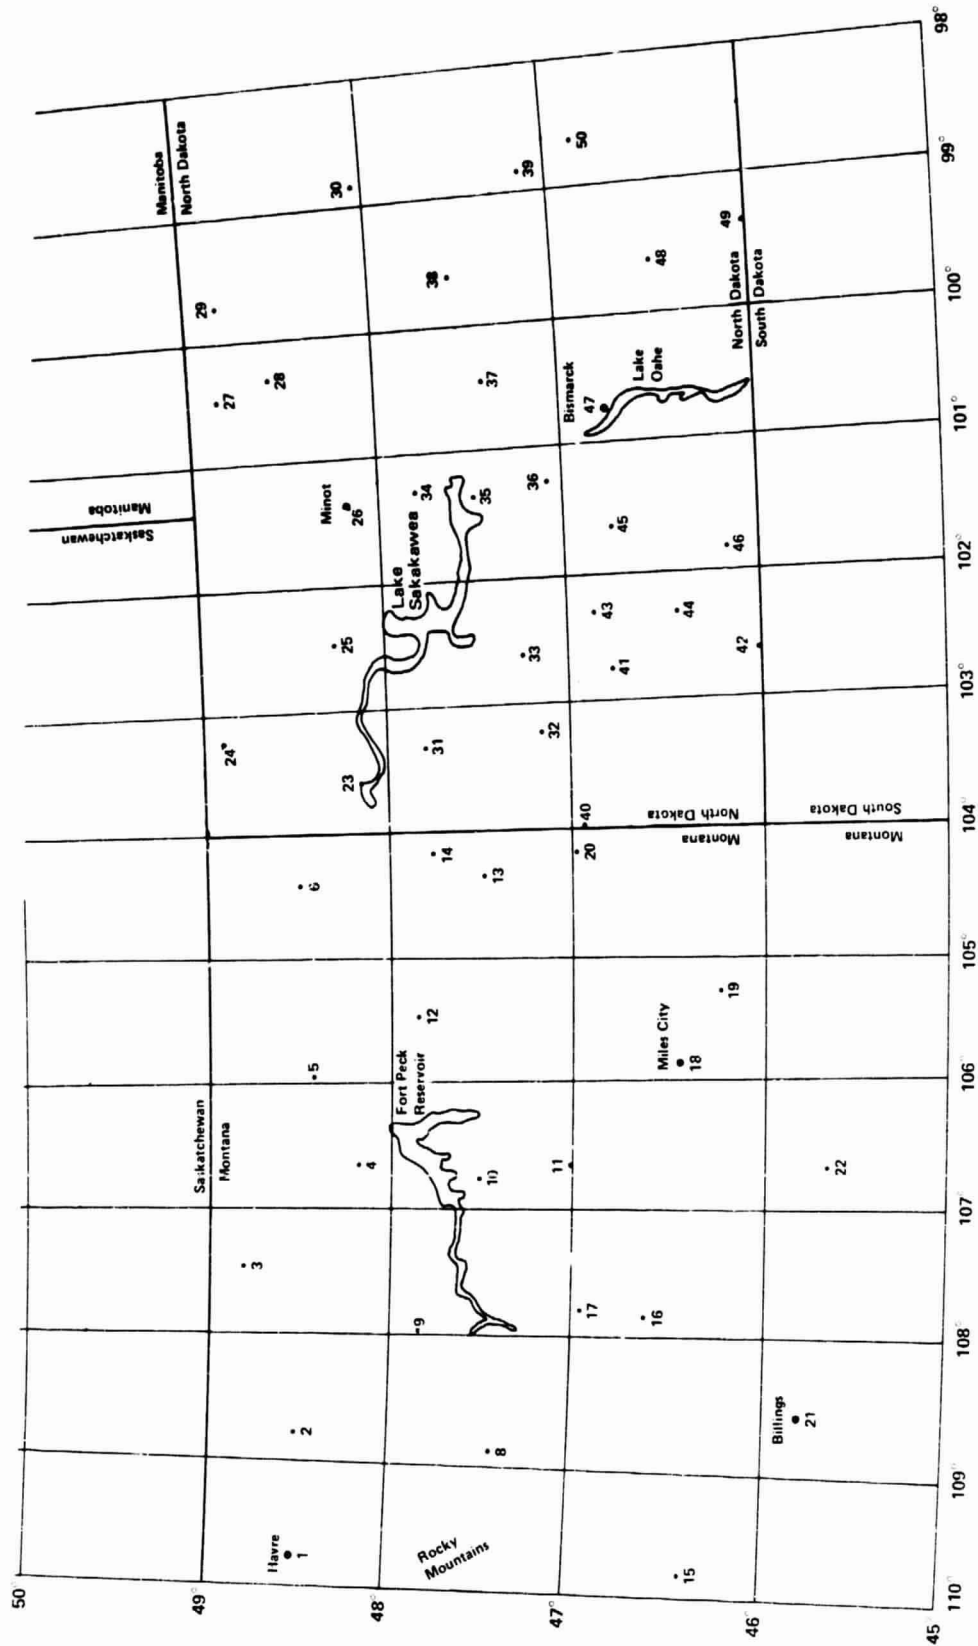 50°
49°
48°
47°
46°
45°
110°
109°
108°
107°
106°
105°
104°
103°
102°
101°
100°
99°
98°
Saskatchewan
Montana
Saskatchewan
Manitoba
Manitoba
North Dakota
Havre
1
2
3
4
5
6
Rocky
Mountains
8
9
10
11
12
Fort Peck
Reservoir
13
14
15
16
17
Miles City
18
19
20
Billings
21
22
23
24
25
Minot
26
27
28
29
30
31
32
33
Lake
Sakakawea
34
35
36
37
38
39
40
Montana
North Dakota
Montana
South Dakota
41
42
43
44
45
46
Bismarck
47
Lake
Oahe
North Dakota
South Dakota
48
49
50